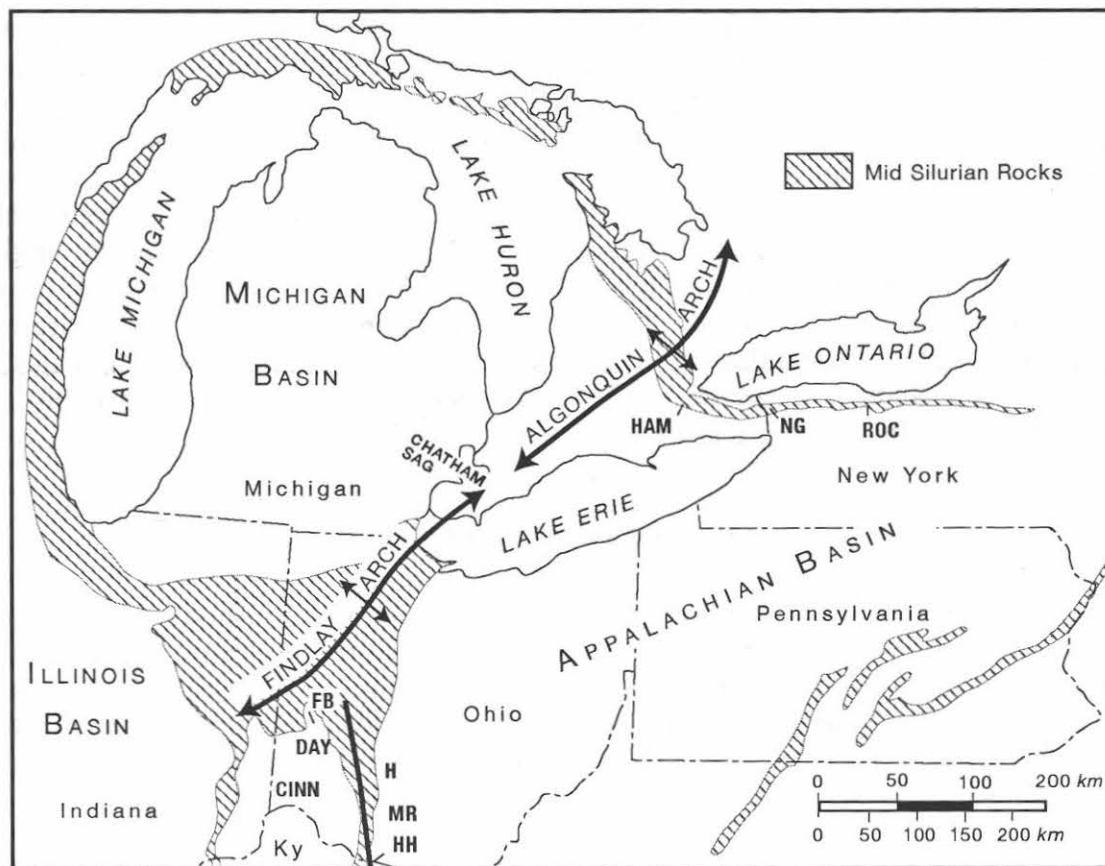 LAKE MICHIGAN
MICHIGAN
BASIN
LAKE HURON
Mid Silurian Rocks
ALGONQUIN ARCH
LAKE ONTARIO
HAM
NG
ROC
CHATHAM
SAG
Michigan
New York
LAKE ERIE
FINDLAY ARCH
APPALACHIAN BASIN
Pennsylvania
ILLINOIS
BASIN
FB
Ohio
DAY
CINN
H
MR
HH
Indiana
Ky
0 50 100 200 km
0 50 100 150 200 km